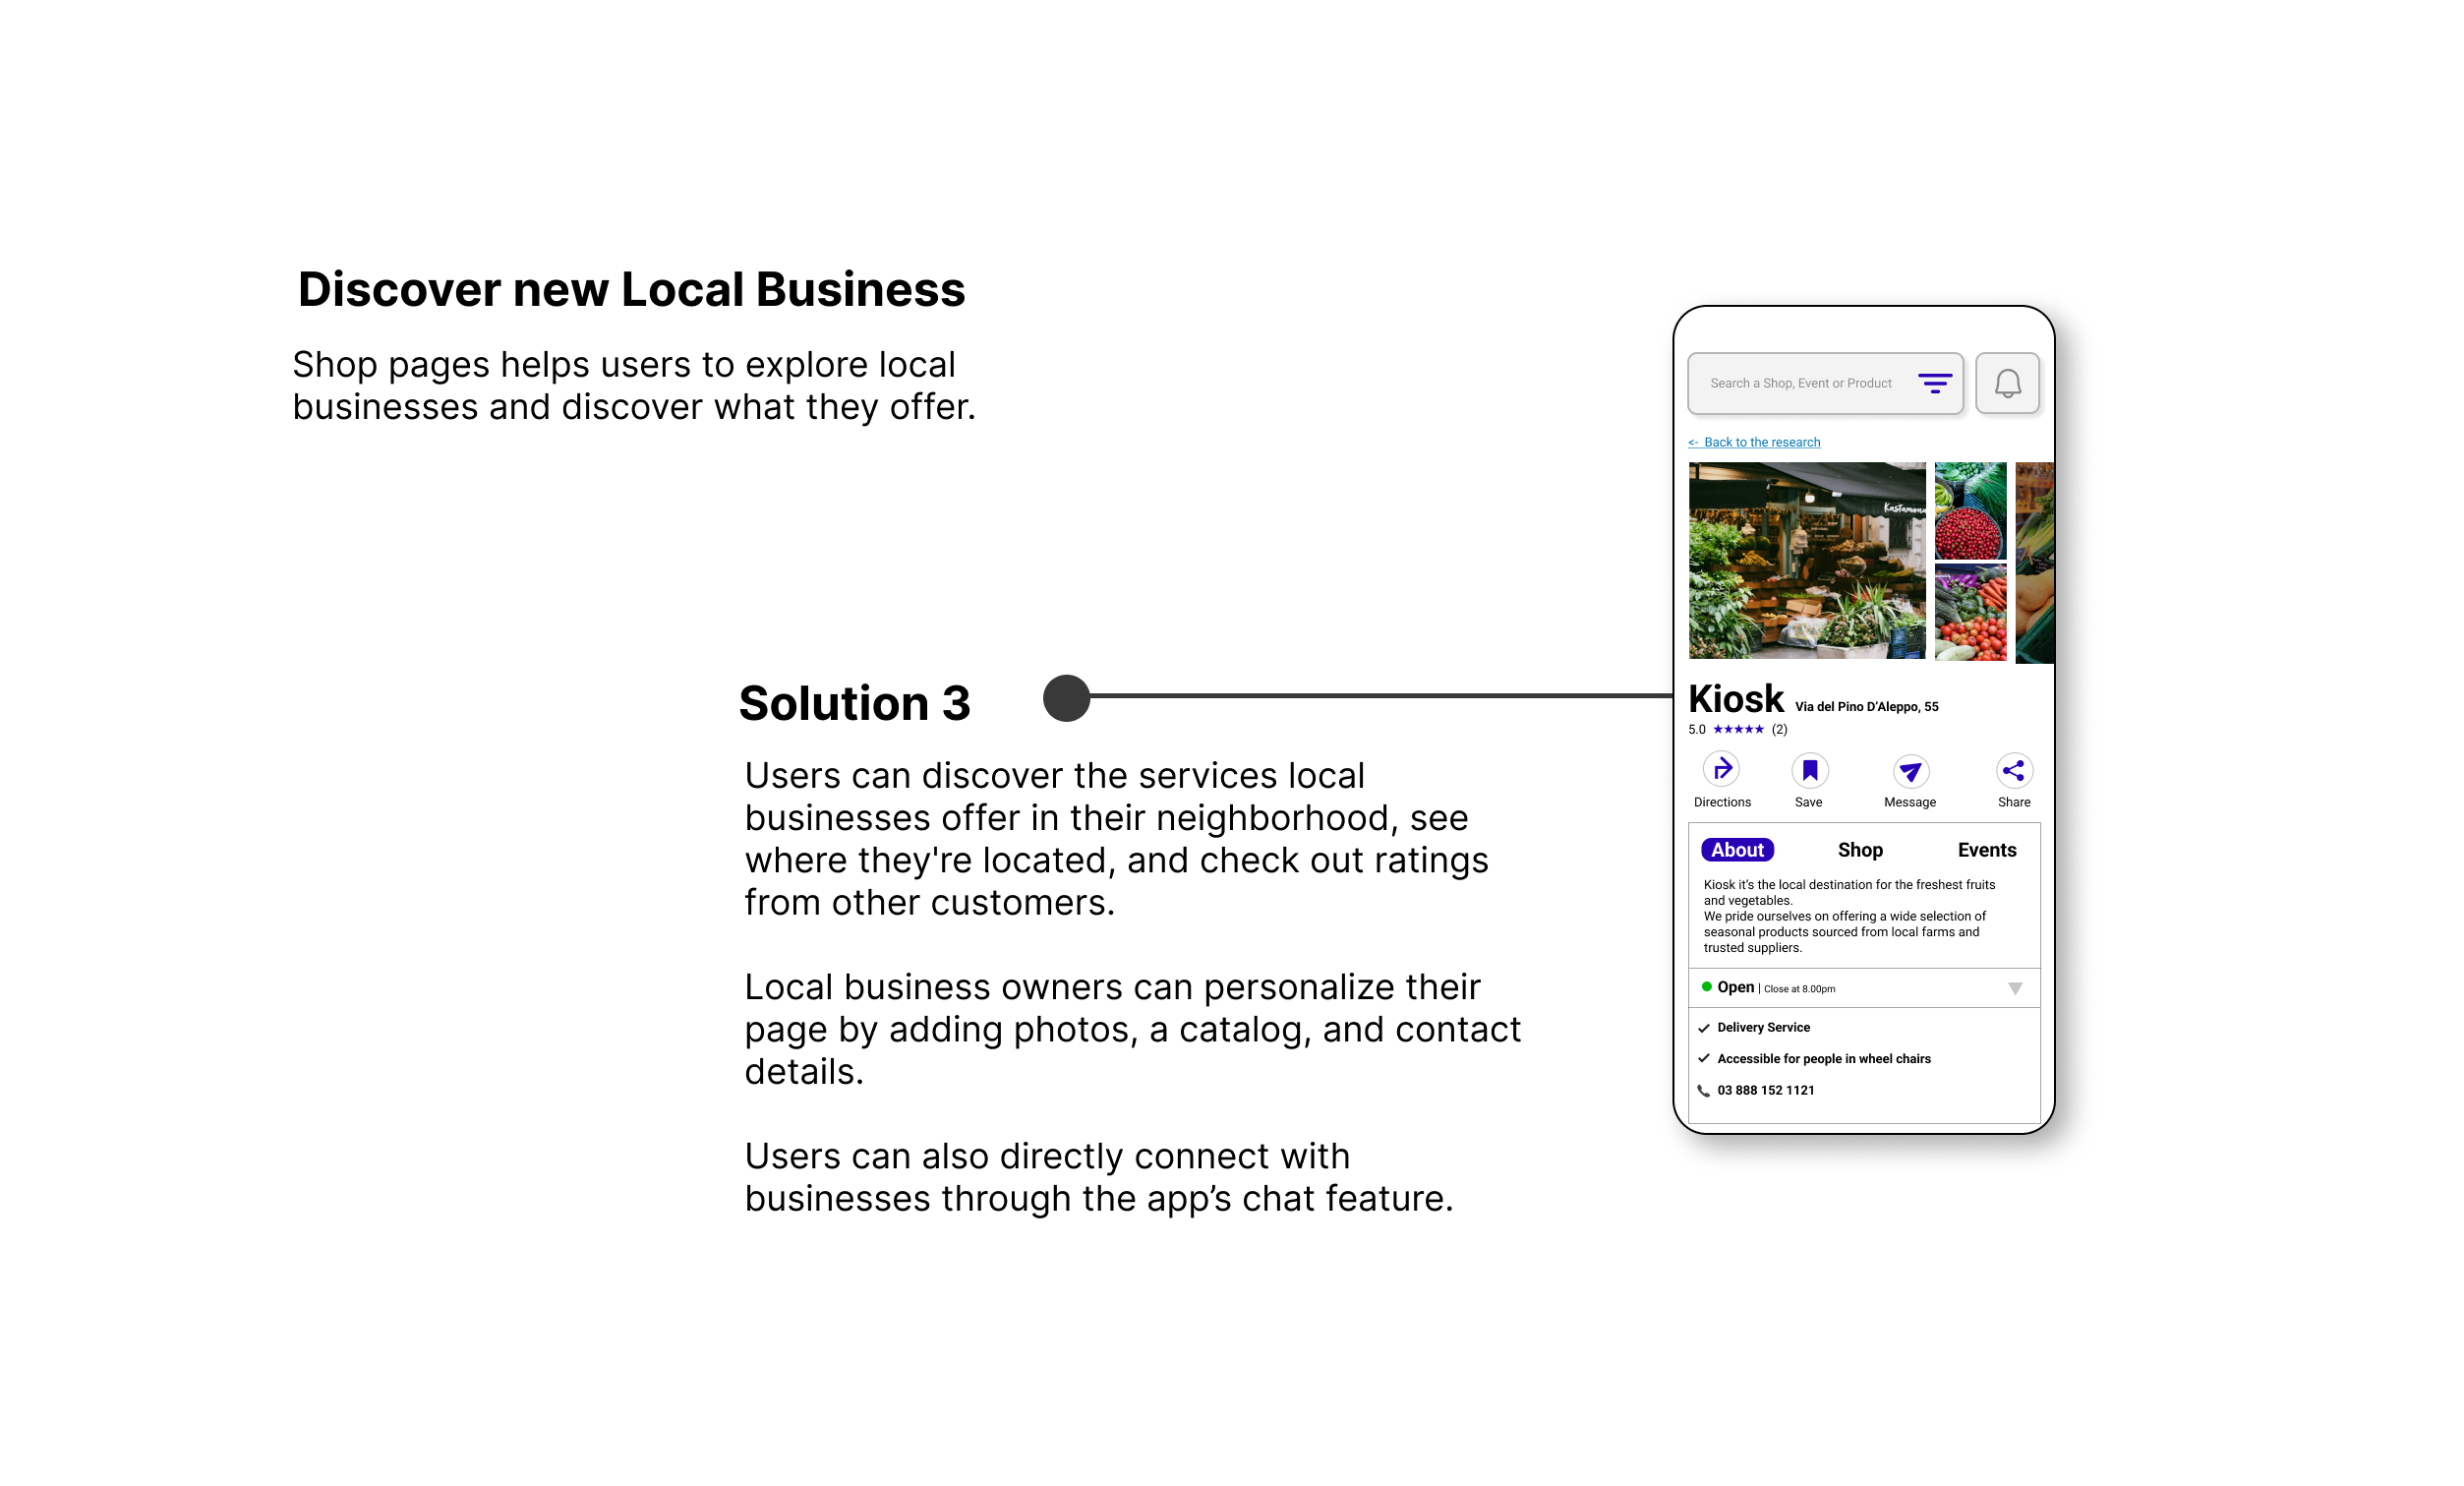 Discover new Local Business
Shop pages helps users to explore local
businesses and discover what they offer.
Solution 3
Users can discover the services local
businesses offer in their neighborhood, see
where they're located, and check out ratings
from other customers.
Local business owners can personalize their
page by adding photos, a catalog, and contact
details.
Users can also directly connect with
businesses through the app’s chat feature.
Search a Shop, Event or Product
<- Back to the research
Kastamonu
Kiosk Via del Pino D’Aleppo, 55
5.0 ★★★★★ (2)
Directions Save Message Share
About Shop Events
Kiosk it’s the local destination for the freshest fruits
and vegetables.
We pride ourselves on offering a wide selection of
seasonal products sourced from local farms and
trusted suppliers.
Open | Close at 8.00pm
Delivery Service
Accessible for people in wheel chairs
03 888 152 1121